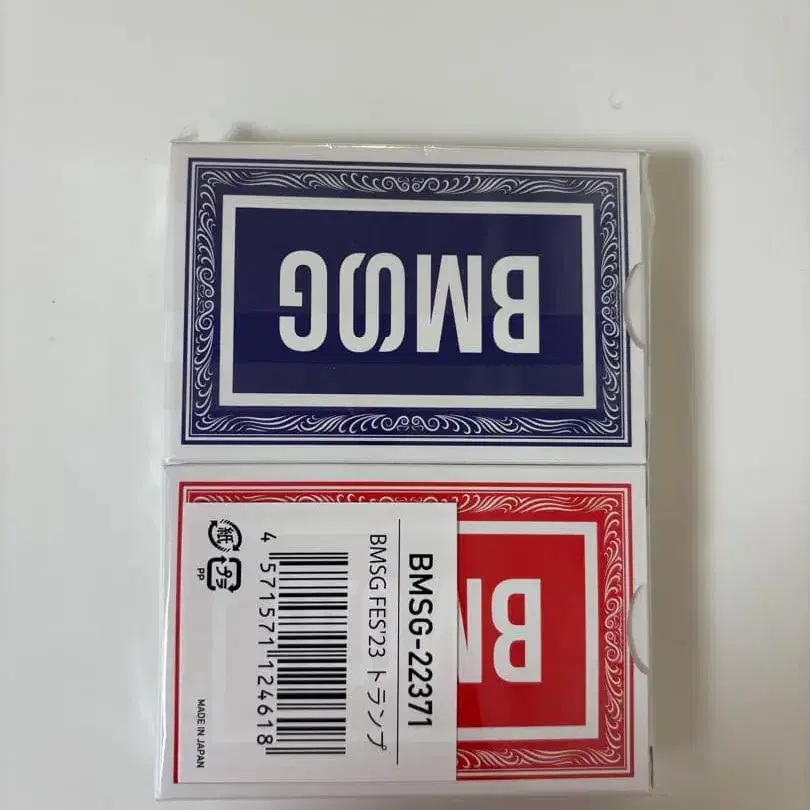 BMSG
BM
BMSG-22371
BMSG FES'23 トランプ
4 571571 124618
紙
プラ
PP
MADE IN JAPAN